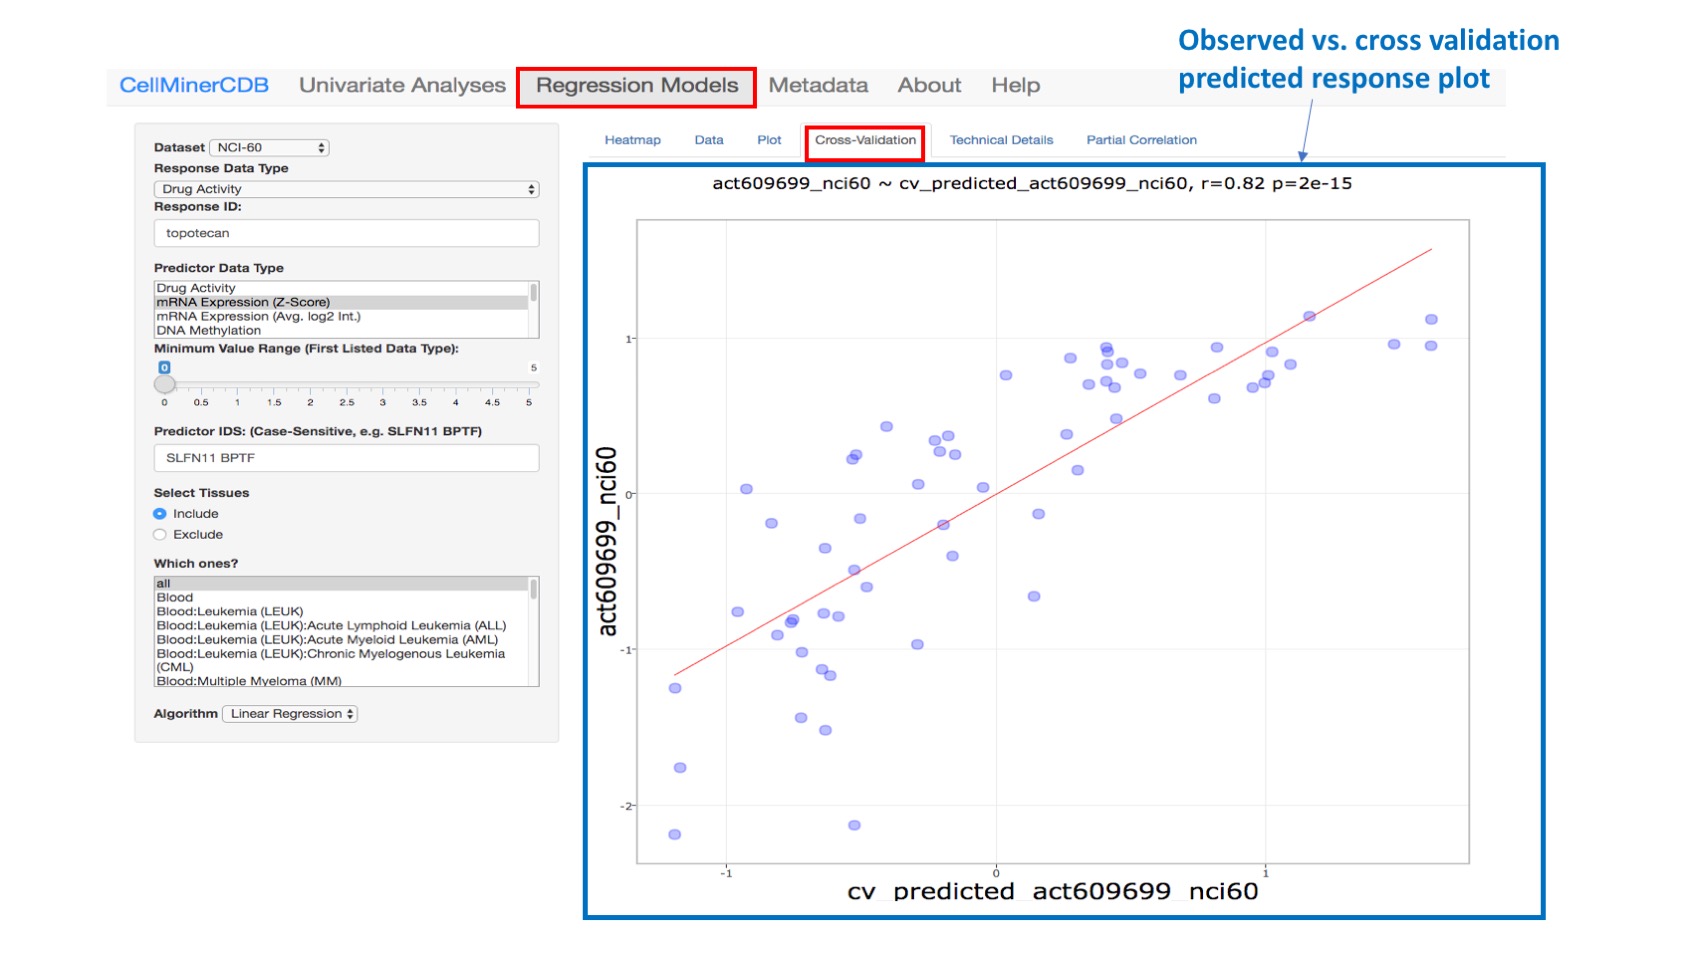 Observed vs. cross validation
predicted response plot
CellMinerCDB Univariate Analyses Regression Models Metadata About Help
Dataset NCI-60
Response Data Type
Drug Activity
Response ID:
topotecan
Predictor Data Type
Drug Activity
mRNA Expression (Z-Score)
mRNA Expression (Avg. log2 Int.)
DNA Methylation
Minimum Value Range (First Listed Data Type):
0 5
0 0.5 1 1.5 2 2.5 3 3.5 4 4.5 5
Predictor IDS: (Case-Sensitive, e.g. SLFN11 BPTF)
SLFN11 BPTF
Select Tissues
Include
Exclude
Which ones?
all
Blood
Blood:Leukemia (LEUK)
Blood:Leukemia (LEUK):Acute Lymphoid Leukemia (ALL)
Blood:Leukemia (LEUK):Acute Myeloid Leukemia (AML)
Blood:Leukemia (LEUK):Chronic Myelogenous Leukemia
(CML)
Blood:Multiple Myeloma (MM)
Algorithm Linear Regression
Heatmap Data Plot Cross-Validation Technical Details Partial Correlation
act609699_nci60 ~ cv_predicted_act609699_nci60, r=0.82 p=2e-15
act609699_nci60
1
0
-1
-2
-1 0 1
cv_predicted_act609699_nci60